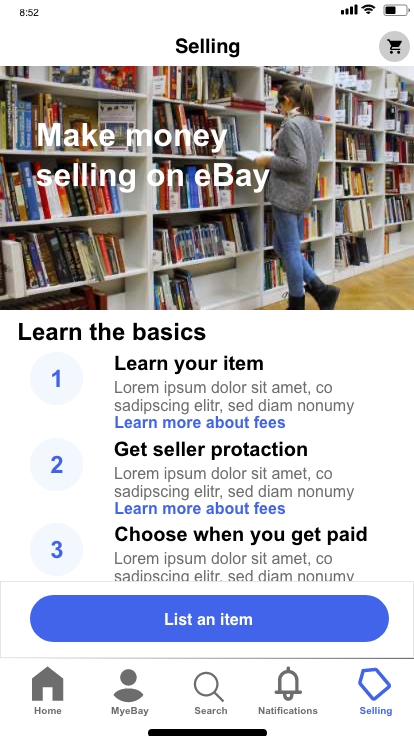 8:52
Selling
Make money
selling on eBay
Learn the basics
1
Learn your item
Lorem ipsum dolor sit amet, co
sadipscing elitr, sed diam nonumy
Learn more about fees
2
Get seller protaction
Lorem ipsum dolor sit amet, co
sadipscing elitr, sed diam nonumy
Learn more about fees
3
Choose when you get paid
Lorem ipsum dolor sit amet, co
sadipscing elitr, sed diam nonumy
List an item
Home
MyeBay
Search
Notifications
Selling